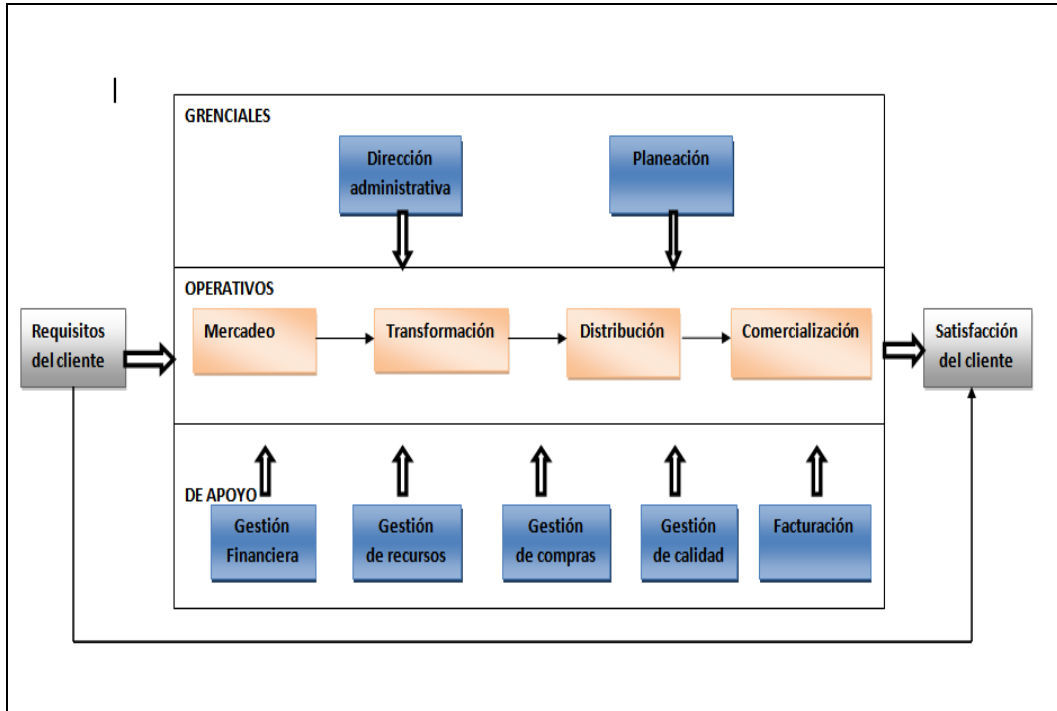 GRENCIALES
Dirección
administrativa
Planeación
OPERATIVOS
Requisitos
del cliente
Mercadeo
Transformación
Distribución
Comercialización
Satisfacción
del cliente
DE APOYO
Gestión
Financiera
Gestión
de recursos
Gestión
de compras
Gestión
de calidad
Facturación